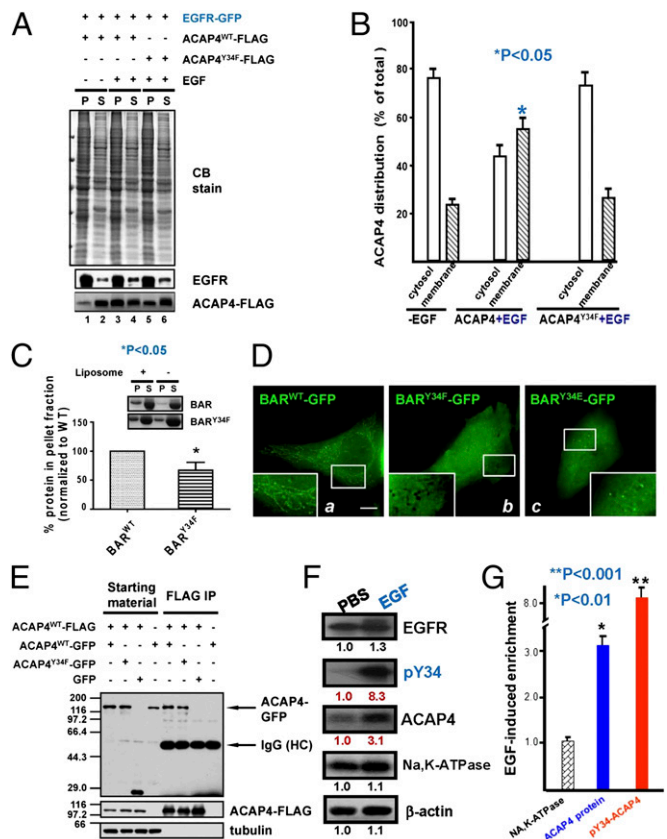 A
+ + + + + + EGFR-GFP
+ + + + - - ACAP4WT-FLAG
- - - - + + ACAP4Y34F-FLAG
- - + + + + EGF
P S P S P S
CB
stain
EGFR
ACAP4-FLAG
1 2 3 4 5 6
B
*P<0.05
ACAP4 distribution (% of total)
80
60
40
20
*
cytosol membrane cytosol membrane cytosol membrane
-EGF ACAP4+EGF ACAP4Y34F+EGF
C
*P<0.05
Liposome + -
P S P S
BAR
BARY34F
% protein in pellet fraction
(normalized to WT)
150
100
50
0
*
BARWT BARY34F
D
BARWT-GFP BARY34F-GFP BARY34E-GFP
a b c
E
Starting
material FLAG IP
ACAP4WT-FLAG
ACAP4WT-GFP
ACAP4Y34F-GFP
GFP
200
116
97.2
66
44.3
29.0
ACAP4-
GFP
IgG (HC)
116
97.2
ACAP4-FLAG
66
tubulin
F
PBS EGF
EGFR
1.0 1.3
pY34
1.0 8.3
ACAP4
1.0 3.1
Na,K-ATPase
1.0 1.1
β-actin
1.0 1.1
G
**P<0.001
*P<0.01
EGF-induced enrichment
8.0
3.0
1.0
*
**
NA,K-ATPase
ACAP4 protein
pY34-ACAP4